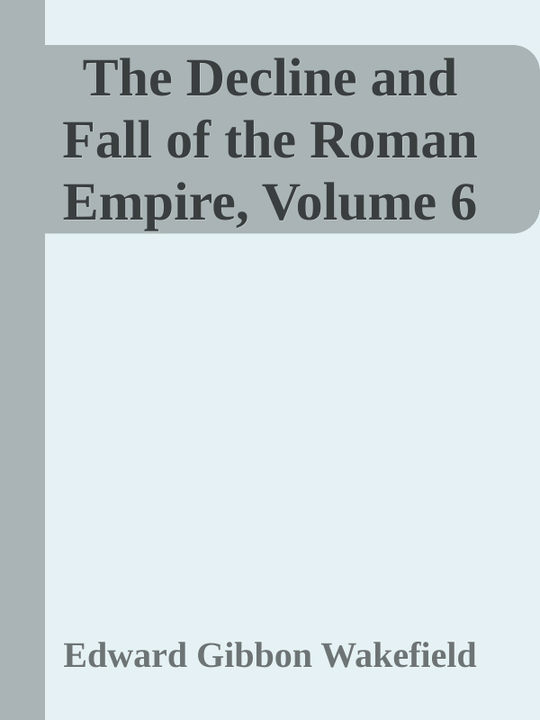 The Decline and
Fall of the Roman
Empire, Volume 6
Edward Gibbon Wakefield